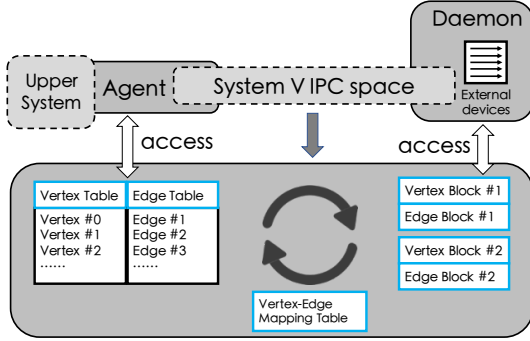 Daemon
Upper
System
Agent
System V IPC space
External
devices
access
access
Vertex Table
Edge Table
Vertex #0
Vertex #1
Vertex #2
......
Edge #1
Edge #2
Edge #3
......
Vertex Block #1
Edge Block #1
Vertex Block #2
Edge Block #2
Vertex-Edge
Mapping Table